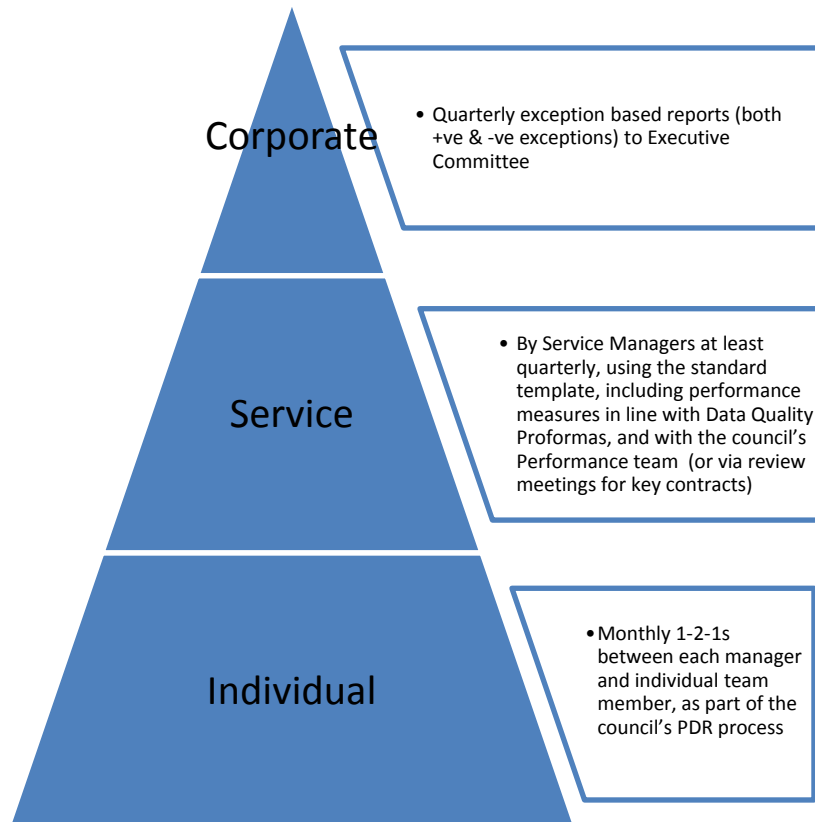 Corporate
• Quarterly exception based reports (both
+ve & -ve exceptions) to Executive
Committee
Service
• By Service Managers at least
quarterly, using the standard
template, including performance
measures in line with Data Quality
Proformas, and with the council's
Performance team (or via review
meetings for key contracts)
Individual
•Monthly 1-2-1s
between each manager
and individual team
member, as part of the
council's PDR process